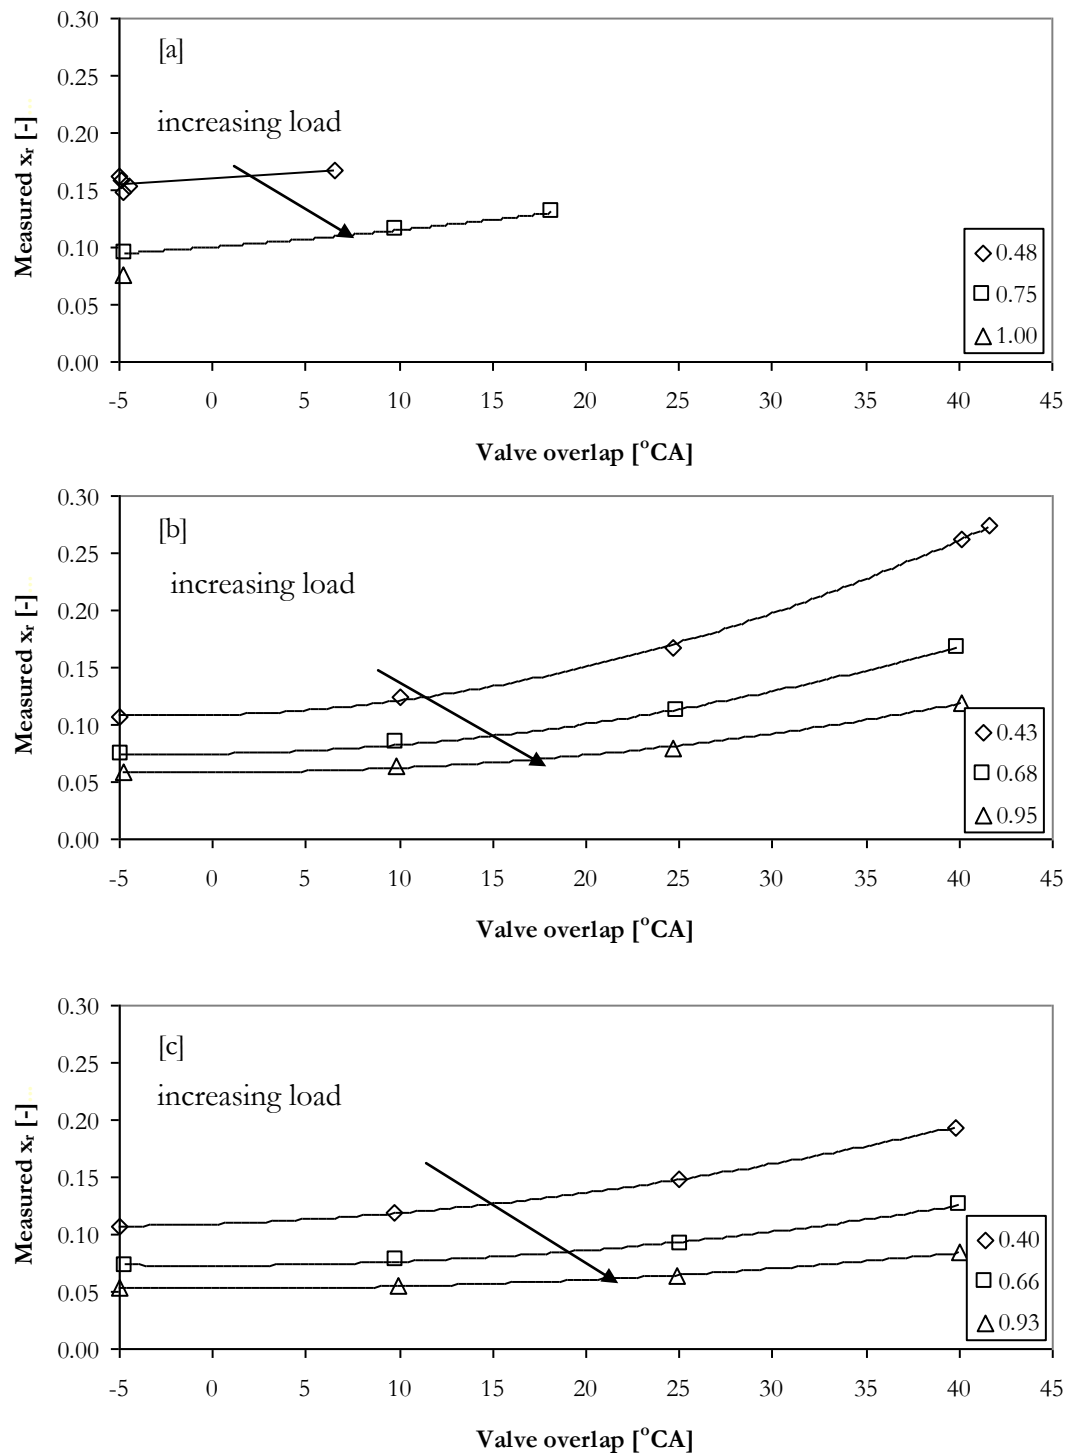 0.30
[a]
0.25
increasing load
0.20
0.15
0.10
0.48
0.75
0.05
1.00
0.00
-5 0 5 10 15 20 25 30 35 40 45
Measured xᵣ [-]
Valve overlap [°CA]
0.30
[b]
increasing load
0.25
0.20
0.15
0.10
0.43
0.68
0.05
0.95
0.00
-5 0 5 10 15 20 25 30 35 40 45
Measured xᵣ [-]
Valve overlap [°CA]
0.30
[c]
0.25
increasing load
0.20
0.15
0.10
0.40
0.66
0.05
0.93
0.00
-5 0 5 10 15 20 25 30 35 40 45
Measured xᵣ [-]
Valve overlap [°CA]